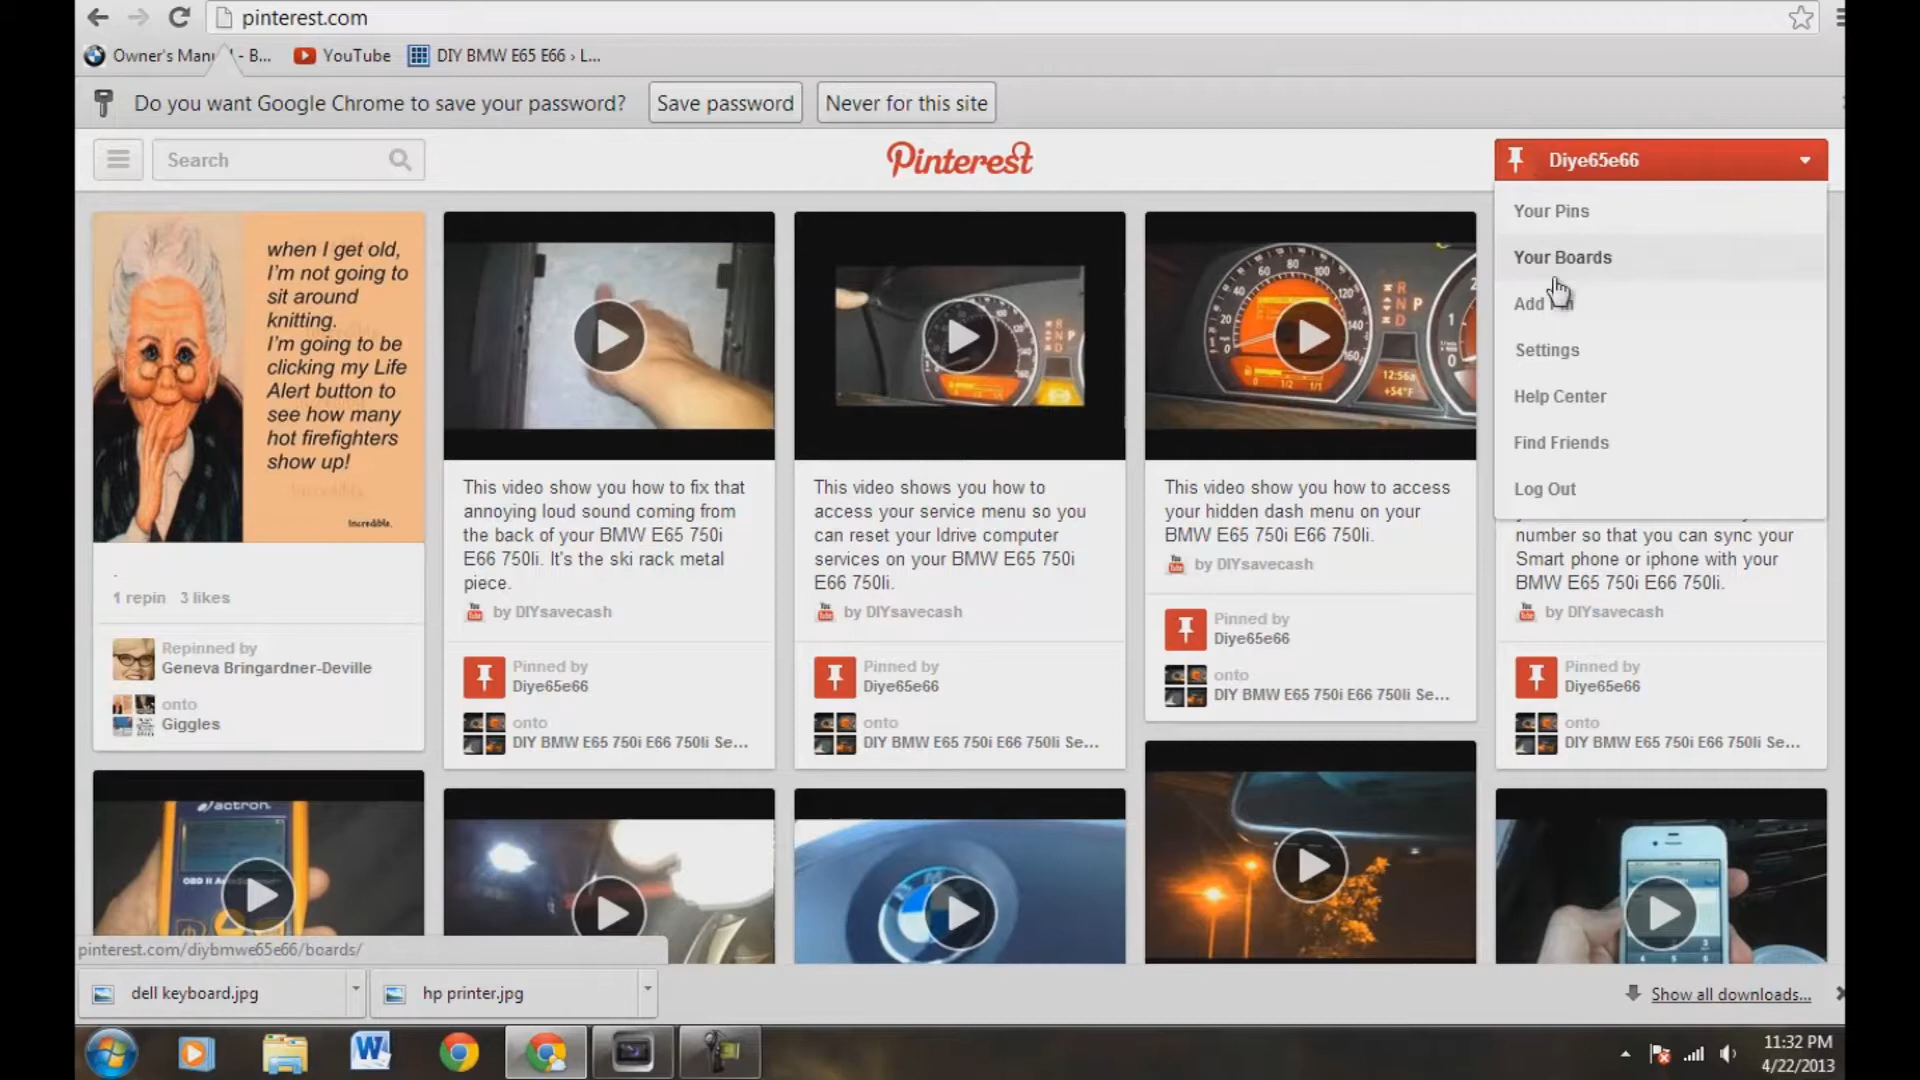 pinterest.com
Owner's Manu - B...
YouTube
DIY BMW E65 E66 › L...
Do you want Google Chrome to save your password?
Save password
Never for this site
Search
Pinterest
Diye65e66
Your Pins
Your Boards
Add
Settings
Help Center
Find Friends
Log Out
when I get old,
I'm not going to
sit around
knitting.
I'm going to be
clicking my Life
Alert button to
see how many
hot firefighters
show up!
Incredible.
.
1 repin 3 likes
Repinned by
Geneva Bringardner-Deville
onto
Giggles
This video show you how to fix that
annoying loud sound coming from
the back of your BMW E65 750i
E66 750li. It's the ski rack metal
piece.
by DIYsavecash
Pinned by
Diye65e66
onto
DIY BMW E65 750i E66 750li Se...
This video shows you how to
access your service menu so you
can reset your Idrive computer
services on your BMW E65 750i
E66 750li.
by DIYsavecash
Pinned by
Diye65e66
onto
DIY BMW E65 750i E66 750li Se...
This video show you how to access
your hidden dash menu on your
BMW E65 750i E66 750li.
by DIYsavecash
Pinned by
Diye65e66
onto
DIY BMW E65 750i E66 750li Se...
number so that you can sync your
Smart phone or iphone with your
BMW E65 750i E66 750li.
by DIYsavecash
Pinned by
Diye65e66
onto
DIY BMW E65 750i E66 750li Se...
actron
pinterest.com/diybmwe65e66/boards/
dell keyboard.jpg
hp printer.jpg
Show all downloads...
11:32 PM
4/22/2013